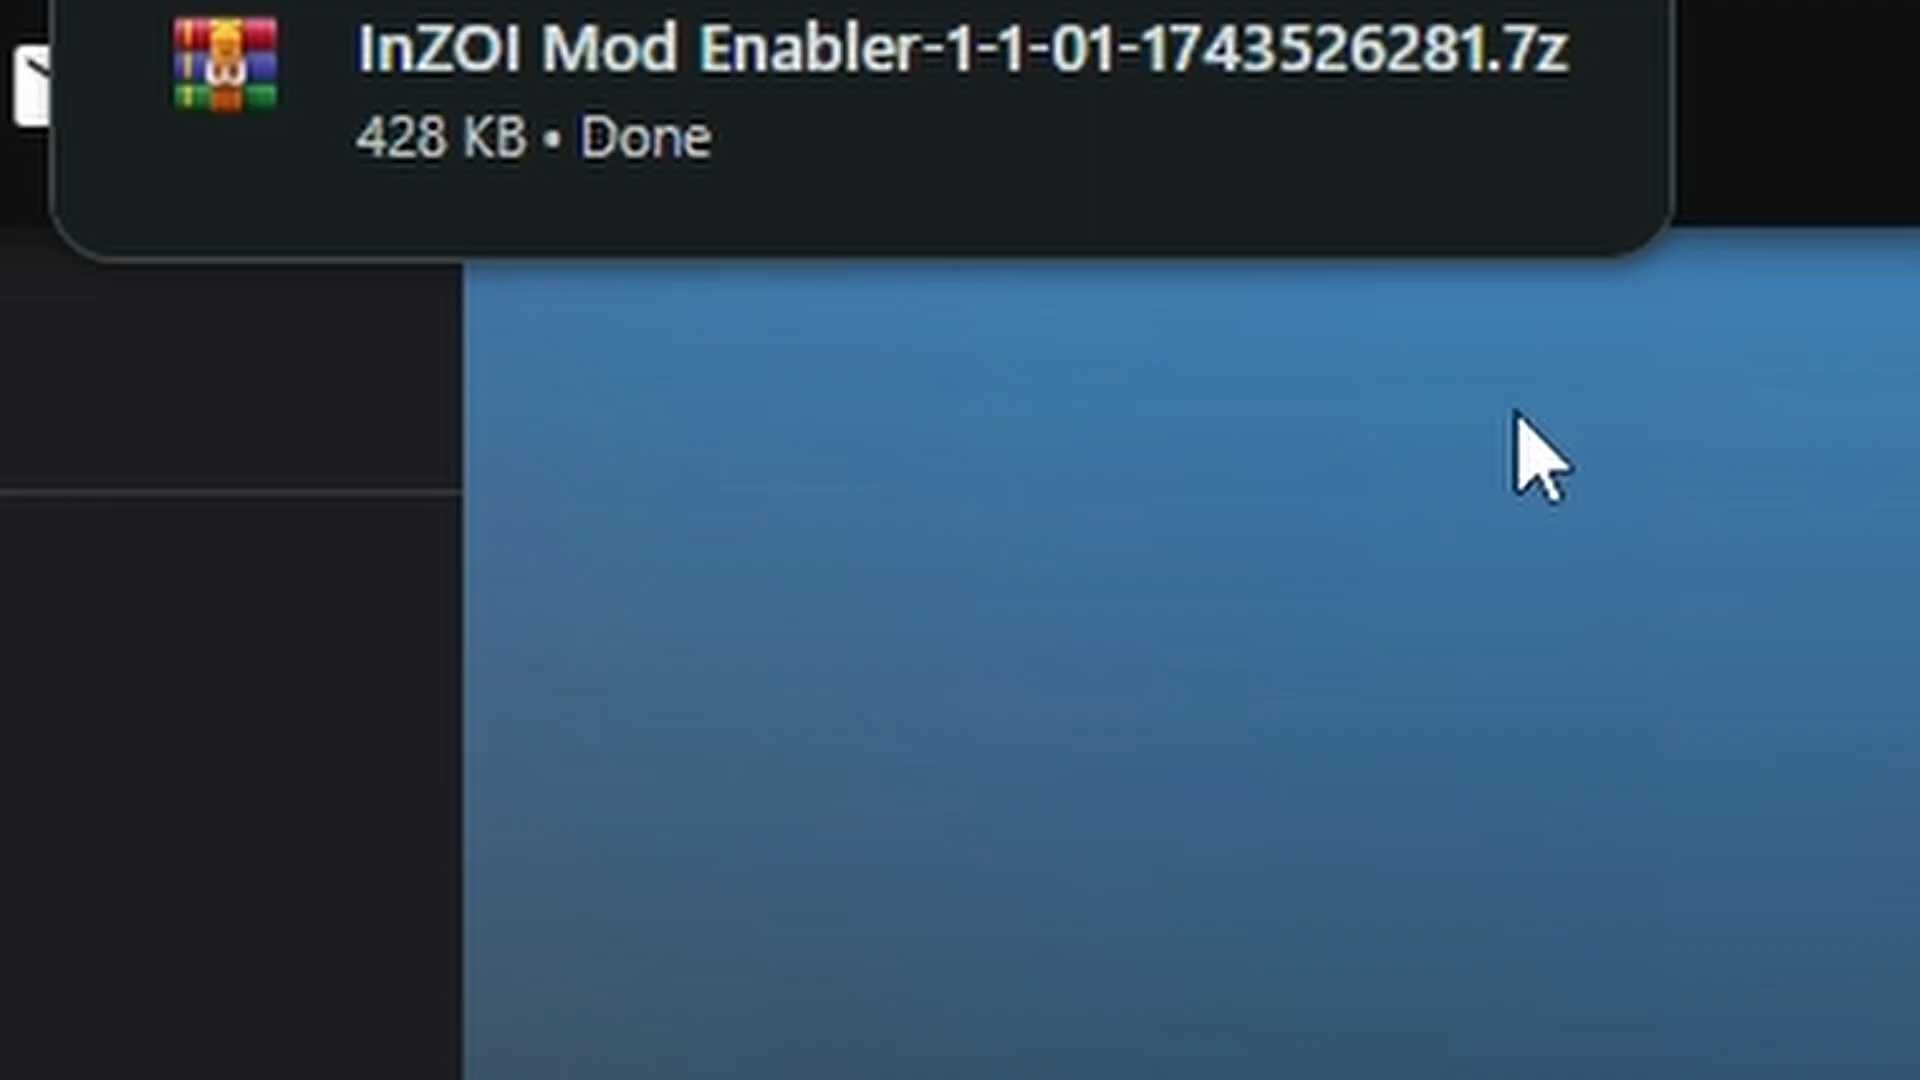 InZOI Mod Enabler-1-1-01-1743526281.7z
428 KB • Done